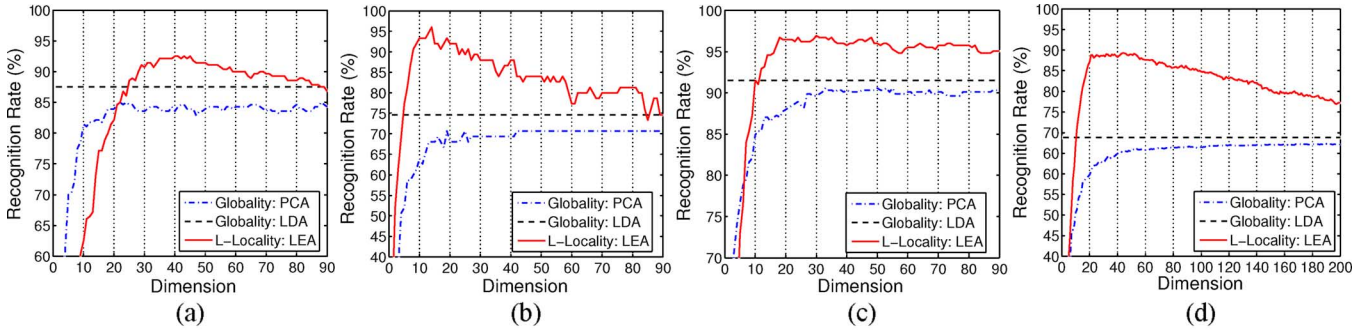 Recognition Rate (%)
100
95
90
85
80
75
70
65
60
0 10 20 30 40 50 60 70 80 90
Dimension
Globality: PCA
Globality: LDA
L-Locality: LEA
(a)
Recognition Rate (%)
100
95
90
85
80
75
70
65
60
55
50
45
40
0 10 20 30 40 50 60 70 80 90
Dimension
Globality: PCA
Globality: LDA
L-Locality: LEA
(b)
Recognition Rate (%)
100
95
90
85
80
75
70
0 10 20 30 40 50 60 70 80 90
Dimension
Globality: PCA
Globality: LDA
L-Locality: LEA
(c)
Recognition Rate (%)
100
95
90
85
80
75
70
60
55
50
45
40
0 20 40 60 80 100 120 140 160 180 200
Dimension
Globality: PCA
Globality: LDA
L-Locality: LEA
(d)